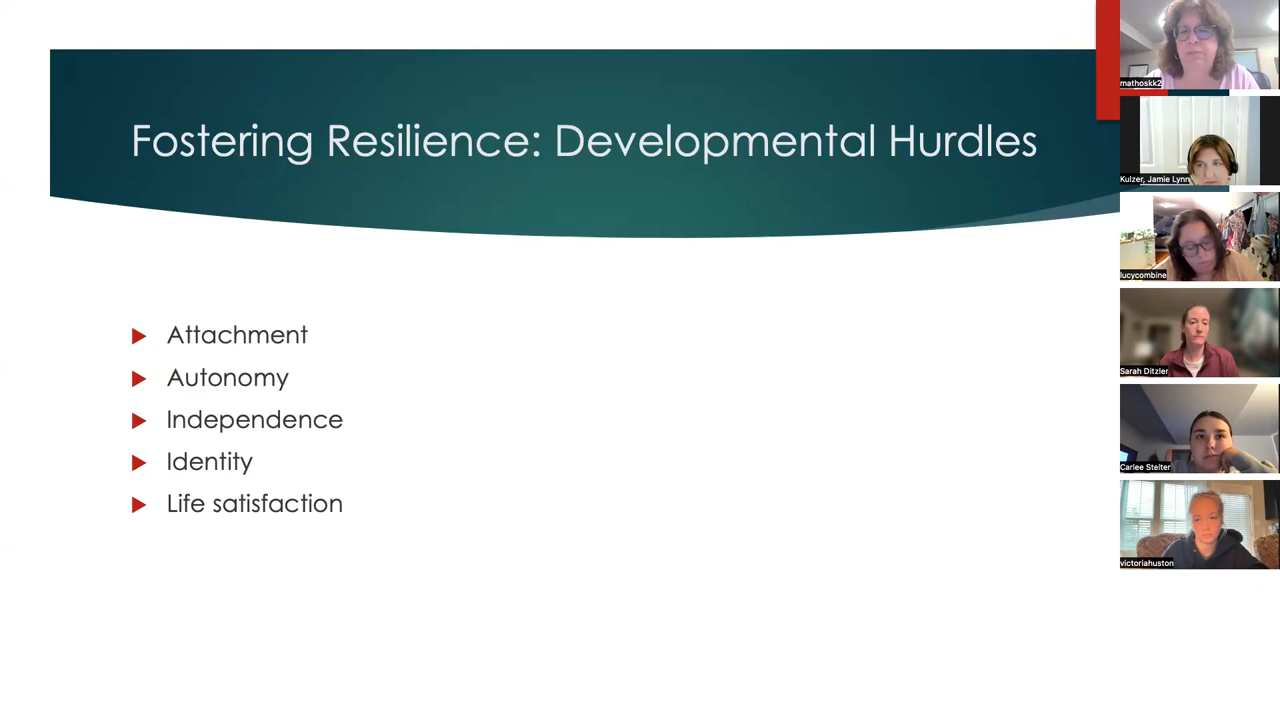 Fostering Resilience: Developmental Hurdles
Attachment
Autonomy
Independence
Identity
Life satisfaction
mathoskk2
Kulzer, Jamie Lynn
lucycombine
Sarah Ditzler
Carlee Stelter
victoriahuston